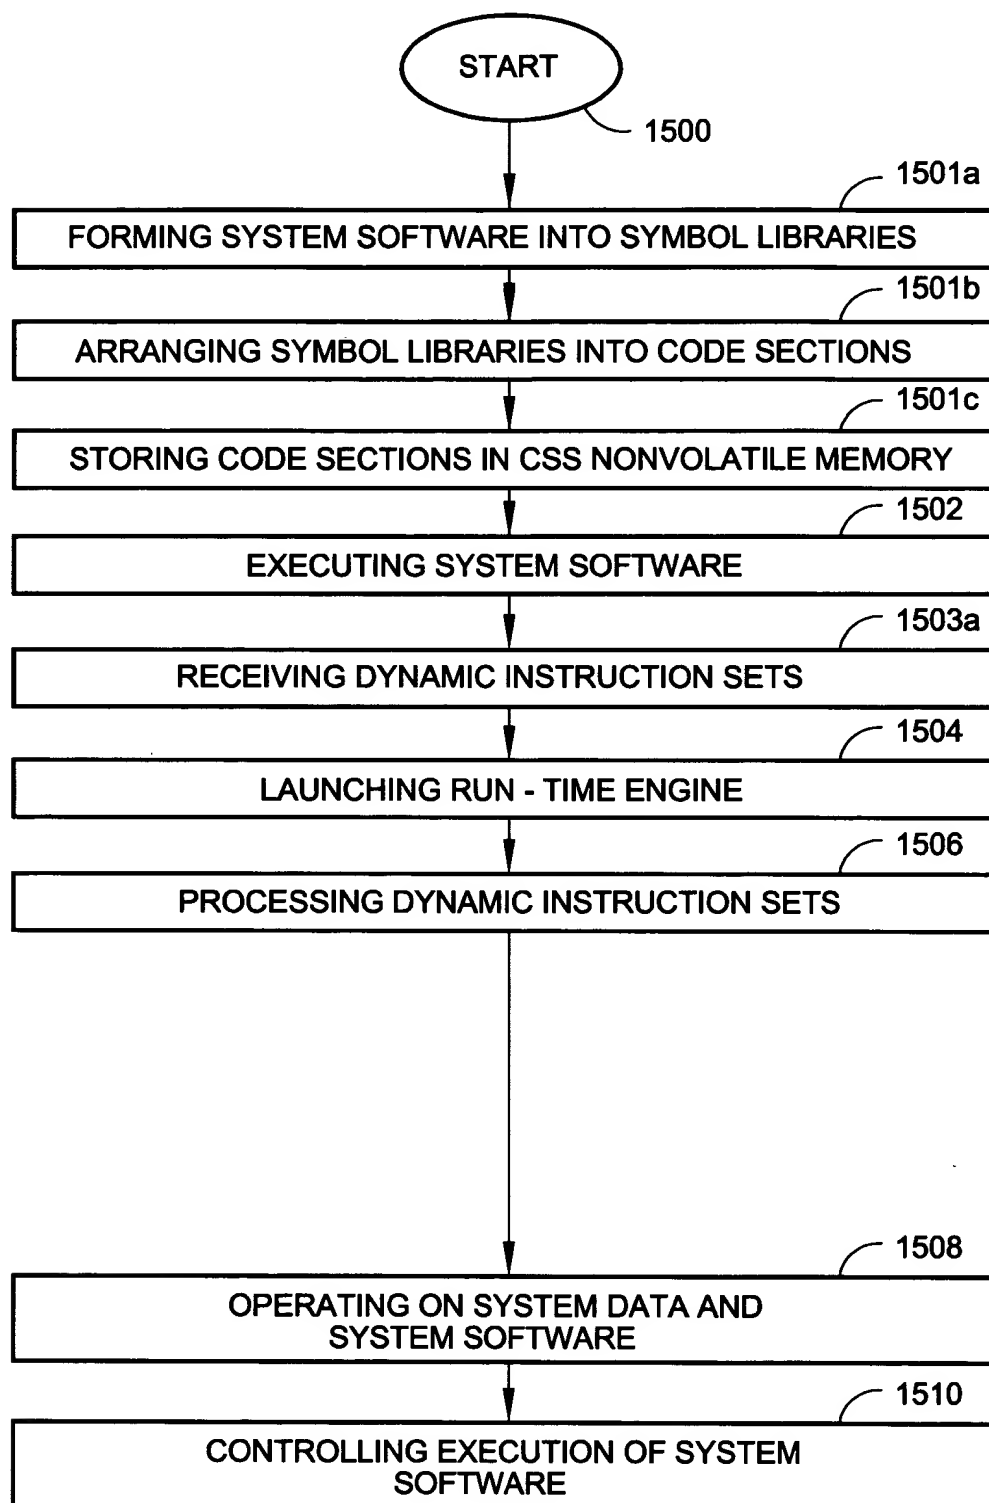 START
1500
1501a
FORMING SYSTEM SOFTWARE INTO SYMBOL LIBRARIES
1501b
ARRANGING SYMBOL LIBRARIES INTO CODE SECTIONS
1501c
STORING CODE SECTIONS IN CSS NONVOLATILE MEMORY
1502
EXECUTING SYSTEM SOFTWARE
1503a
RECEIVING DYNAMIC INSTRUCTION SETS
1504
LAUNCHING RUN - TIME ENGINE
1506
PROCESSING DYNAMIC INSTRUCTION SETS
1508
OPERATING ON SYSTEM DATA AND
SYSTEM SOFTWARE
1510
CONTROLLING EXECUTION OF SYSTEM
SOFTWARE